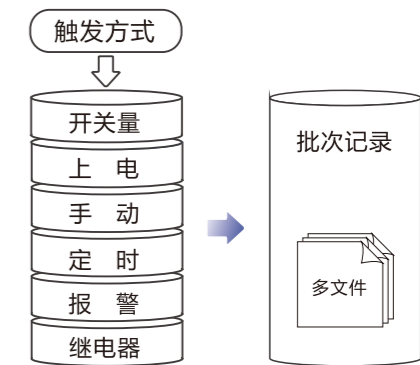 触发方式
开关量
上 电
手 动
定 时
报 警
继电器
批次记录
多文件